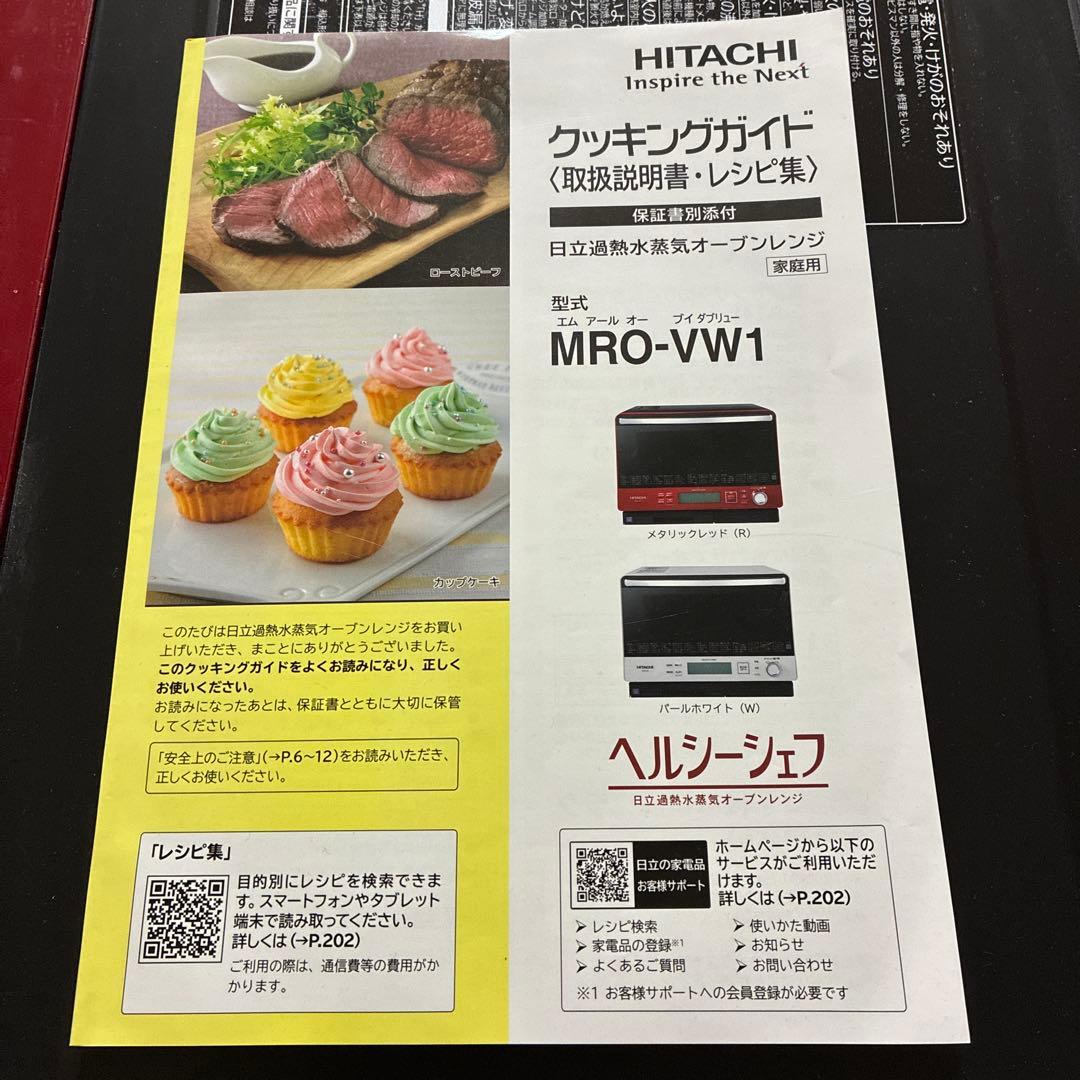 HITACHI
Inspire the Next
クッキングガイド
〈取扱説明書・レシピ集〉
保証書別添付
日立過熱水蒸気オーブンレンジ
家庭用
型式
エム アール オー ブイ ダブリュー
MRO-VW1
メタリックレッド（R）
パールホワイト（W）
ヘルシーシェフ
日立過熱水蒸気オーブンレンジ
日立の家電品
お客様サポート
ホームページから以下の
サービスがご利用いただ
けます。
詳しくは（→P.202）
➢ レシピ検索
➢ 使いかた動画
➢ 家電品の登録※1
➢ お知らせ
➢ よくあるご質問
➢ お問い合わせ
※1 お客様サポートへの会員登録が必要です
ローストビーフ
カップケーキ
このたびは日立過熱水蒸気オーブンレンジをお買い
上げいただき、まことにありがとうございました。
このクッキングガイドをよくお読みになり、正しく
お使いください。
お読みになったあとは、保証書とともに大切に保管
してください。
「安全上のご注意」（→P.6～12）をお読みいただき、
正しくお使いください。
「レシピ集」
目的別にレシピを検索できま
す。スマートフォンやタブレット
端末で読み取ってください。
詳しくは（→P.202）
ご利用の際は、通信費等の費用がか
かります。
発火・けがのおそれあり
のおそれあり